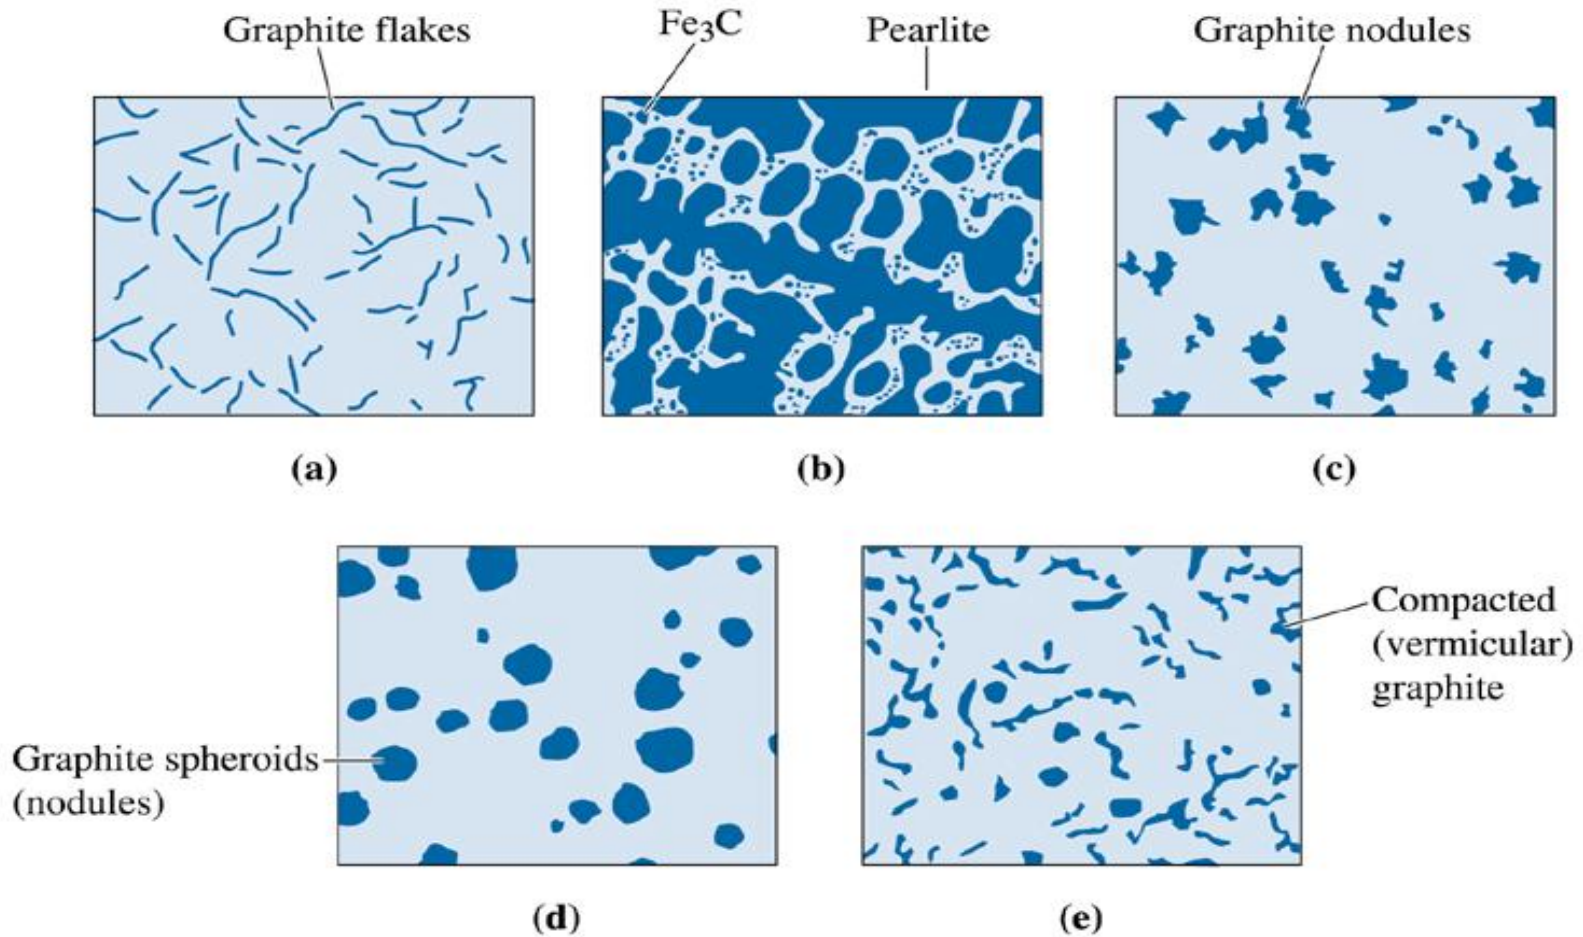 Graphite flakes
Fe₃C
Pearlite
Graphite nodules
(a)
(b)
(c)
Graphite spheroids
(nodules)
Compacted
(vermicular)
graphite
(d)
(e)